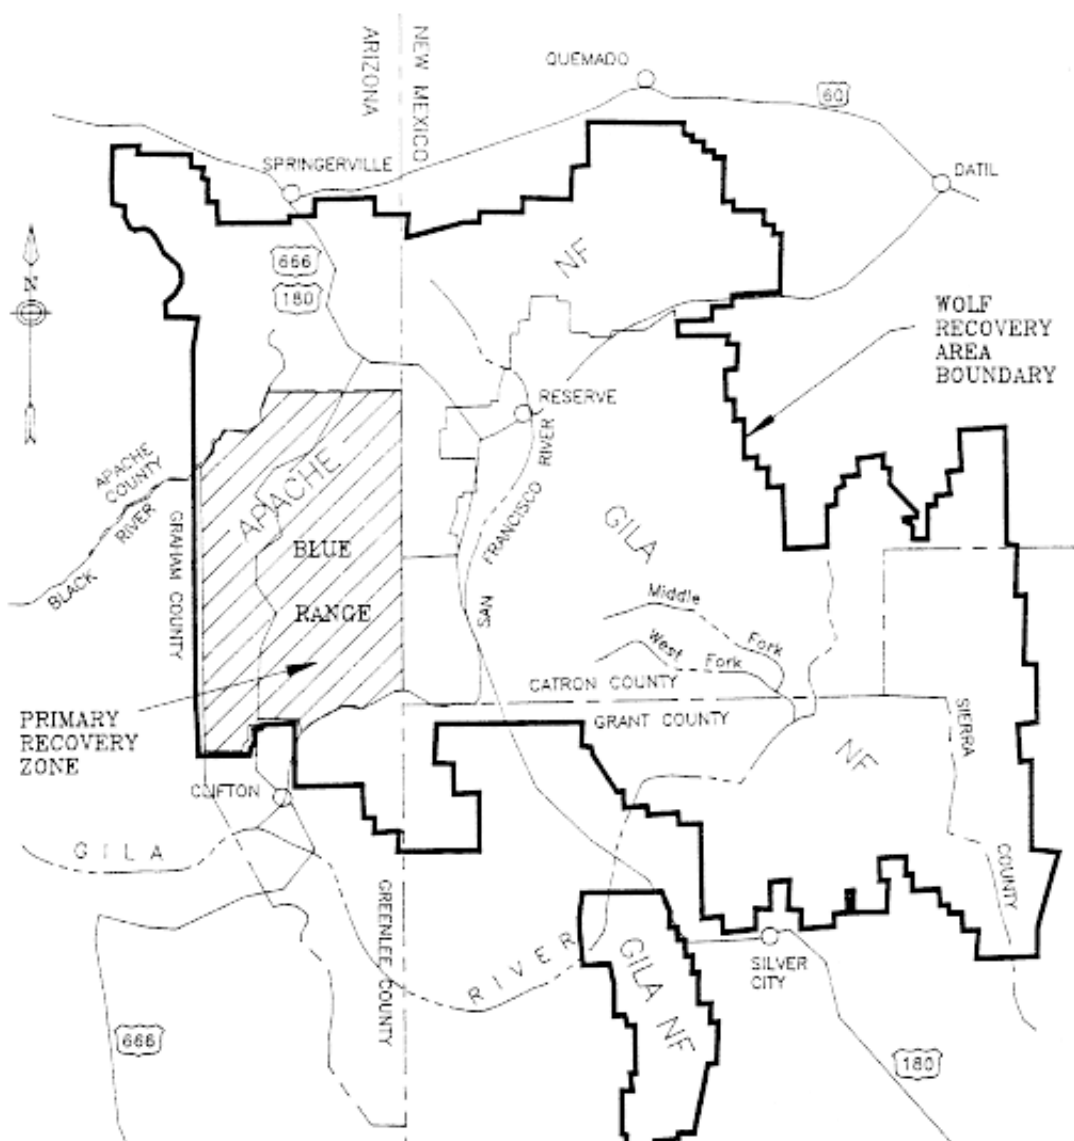 ARIZONA
NEW MEXICO
QUEMADO
60
SPRINGERVILLE
DATIL
N
666
180
NF
WOLF
RECOVERY
AREA
BOUNDARY
RESERVE
APACHE
COUNTY
BLACK RIVER
GRAHAM COUNTY
APACHE
BLUE
RANGE
SAN FRANCISCO RIVER
GILA
Middle Fork
West Fork
CATRON COUNTY
GRANT COUNTY
PRIMARY
RECOVERY
ZONE
SIERRA COUNTY
NF
CLIFTON
GILA RIVER
GREENLEE COUNTY
GILA NF
SILVER
CITY
666
180